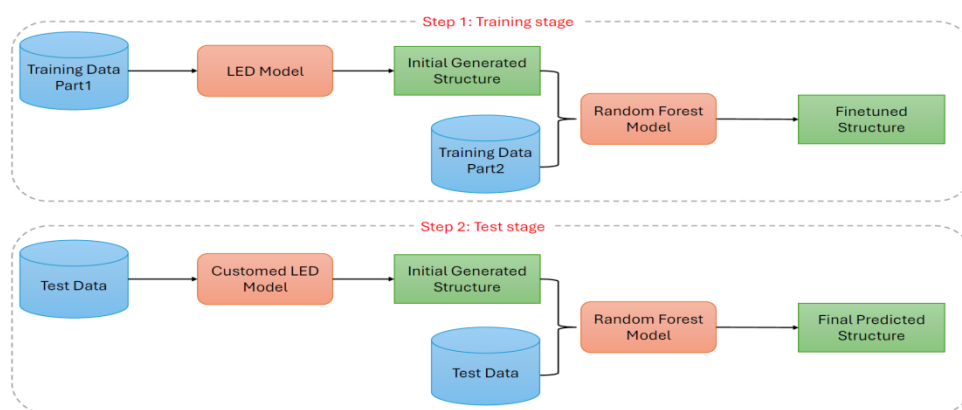 Step 1: Training stage
Training Data
Part1
LED Model
Initial Generated
Structure
Training Data
Part2
Random Forest
Model
Finetuned
Structure
Step 2: Test stage
Test Data
Customed LED
Model
Initial Generated
Structure
Test Data
Random Forest
Model
Final Predicted
Structure